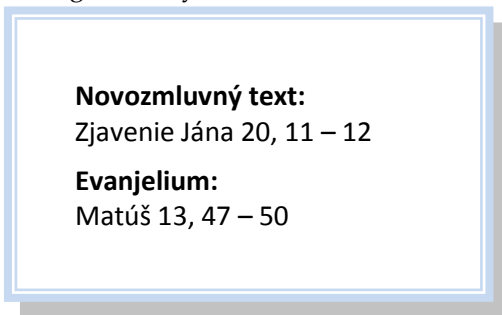 Novozmluvný text:
Zjavenie Jána 20, 11 – 12
Evanjelium:
Matúš 13, 47 – 50